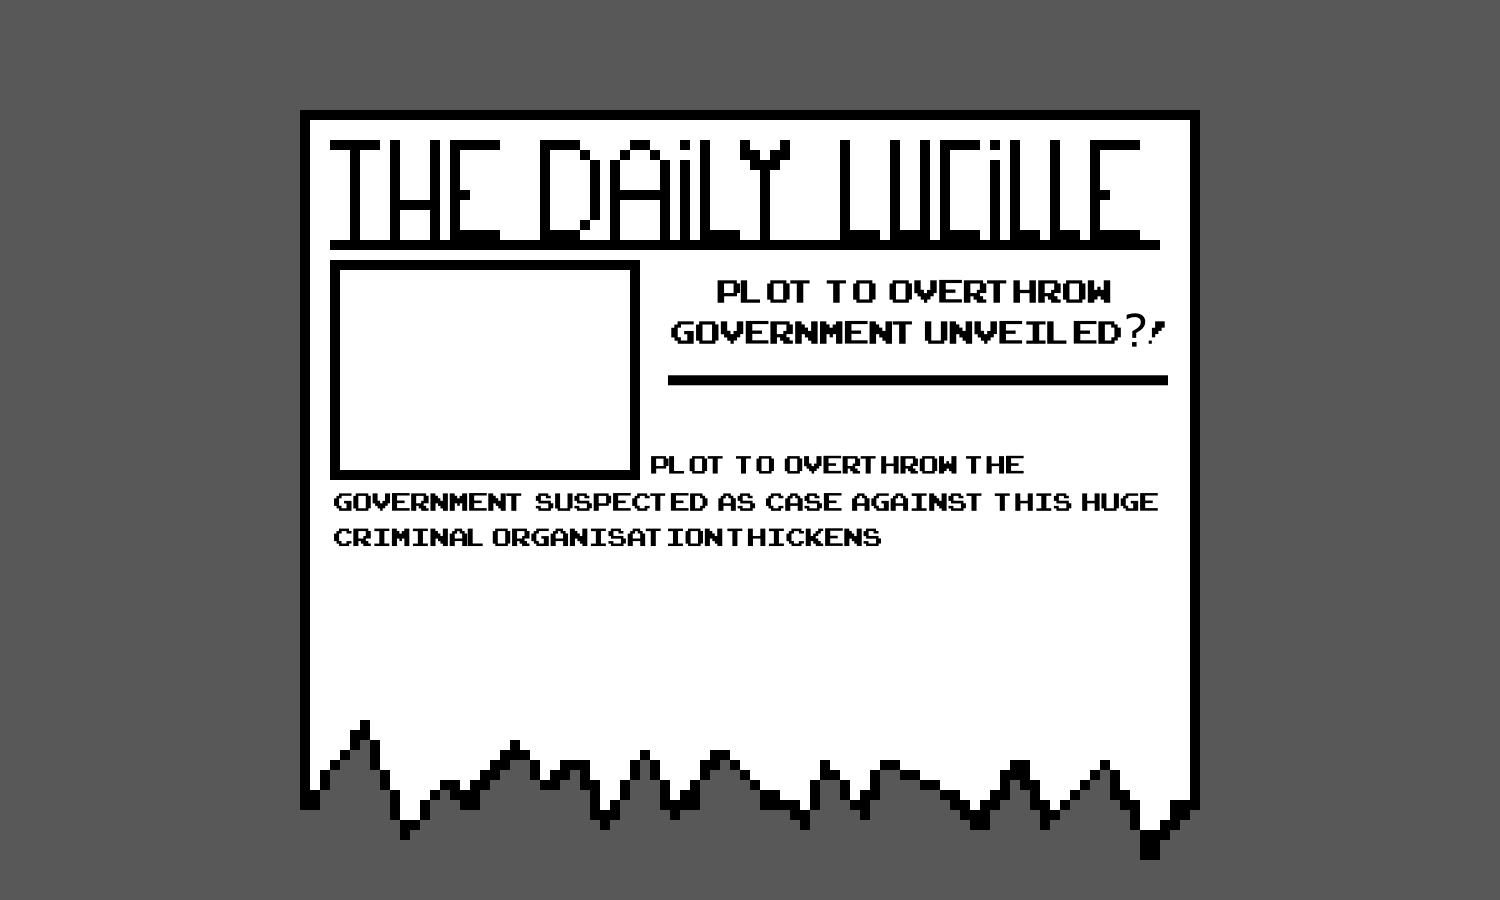 THE DAiLY LUCiLLE
PLOT TO OVERTHROW
GOVERNMENT UNVEILED?!
PLOT TO OVERTHROW THE
GOVERNMENT SUSPECTED AS CASE AGAINST THIS HUGE
CRIMINAL ORGANISATIONTHICKENS